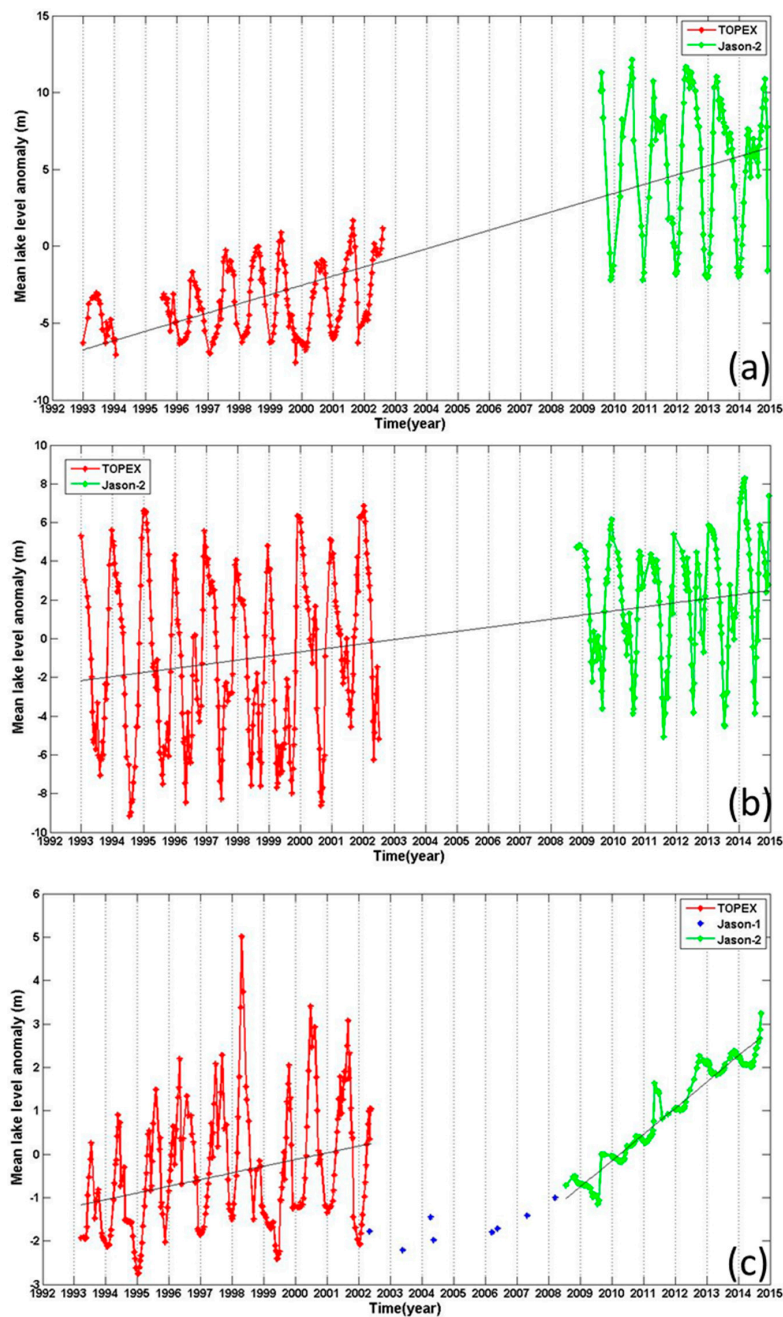 15
10
5
0
-5
-10
Mean lake level anomaly (m)
TOPEX
Jason-2
(a)
1992 1993 1994 1995 1996 1997 1998 1999 2000 2001 2002 2003 2004 2005 2006 2007 2008 2009 2010 2011 2012 2013 2014 2015
Time(year)
10
8
6
4
2
0
-2
-4
-6
-8
-10
Mean lake level anomaly (m)
TOPEX
Jason-2
(b)
1992 1993 1994 1995 1996 1997 1998 1999 2000 2001 2002 2003 2004 2005 2006 2007 2008 2009 2010 2011 2012 2013 2014 2015
Time(year)
6
5
4
3
2
1
0
-1
-2
-3
Mean lake level anomaly (m)
TOPEX
Jason-1
Jason-2
(c)
1992 1993 1994 1995 1996 1997 1998 1999 2000 2001 2002 2003 2004 2005 2006 2007 2008 2009 2010 2011 2012 2013 2014 2015
Time(year)